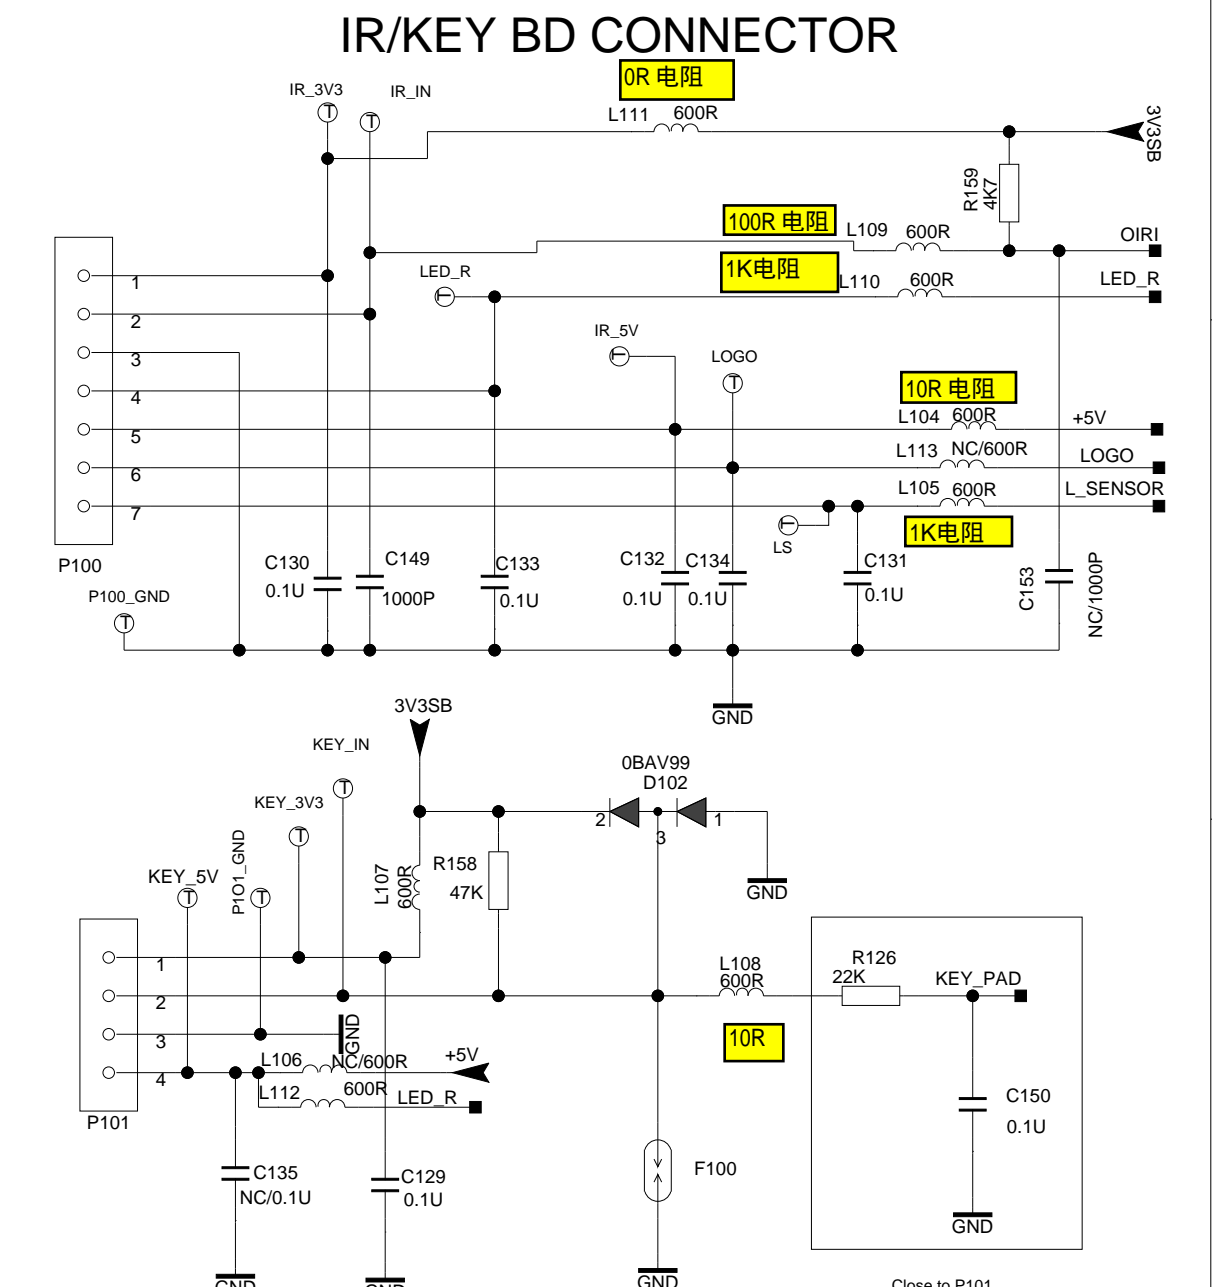 IR/KEY BD CONNECTOR
0R 电阻
IR_3V3
IR_IN
T
T
L111
600R
3V3SB
R159
4K7
100R 电阻
L109
600R
OIRI
1K电阻
LED_R
T
L110
600R
LED_R
1
2
3
4
5
6
7
IR_5V
T
LOGO
T
10R 电阻
L104
600R
+5V
L113
NC/600R
LOGO
L105
600R
L_SENSOR
T
LS
1K电阻
P100
C130
0.1U
C149
1000P
C133
0.1U
C132
0.1U
C134
0.1U
C131
0.1U
C153
NC/1000P
P100_GND
T
GND
3V3SB
KEY_IN
T
0BAV99
D102
2
3
1
GND
KEY_3V3
T
P1O1_GND
T
KEY_5V
T
L107
600R
R158
47K
1
2
3
4
P101
GND
L106
NC/600R
+5V
L112
600R
LED_R
L108
600R
10R
R126
22K
KEY_PAD
C150
0.1U
GND
C135
NC/0.1U
C129
0.1U
F100
GND
GND
GND
Close to P101